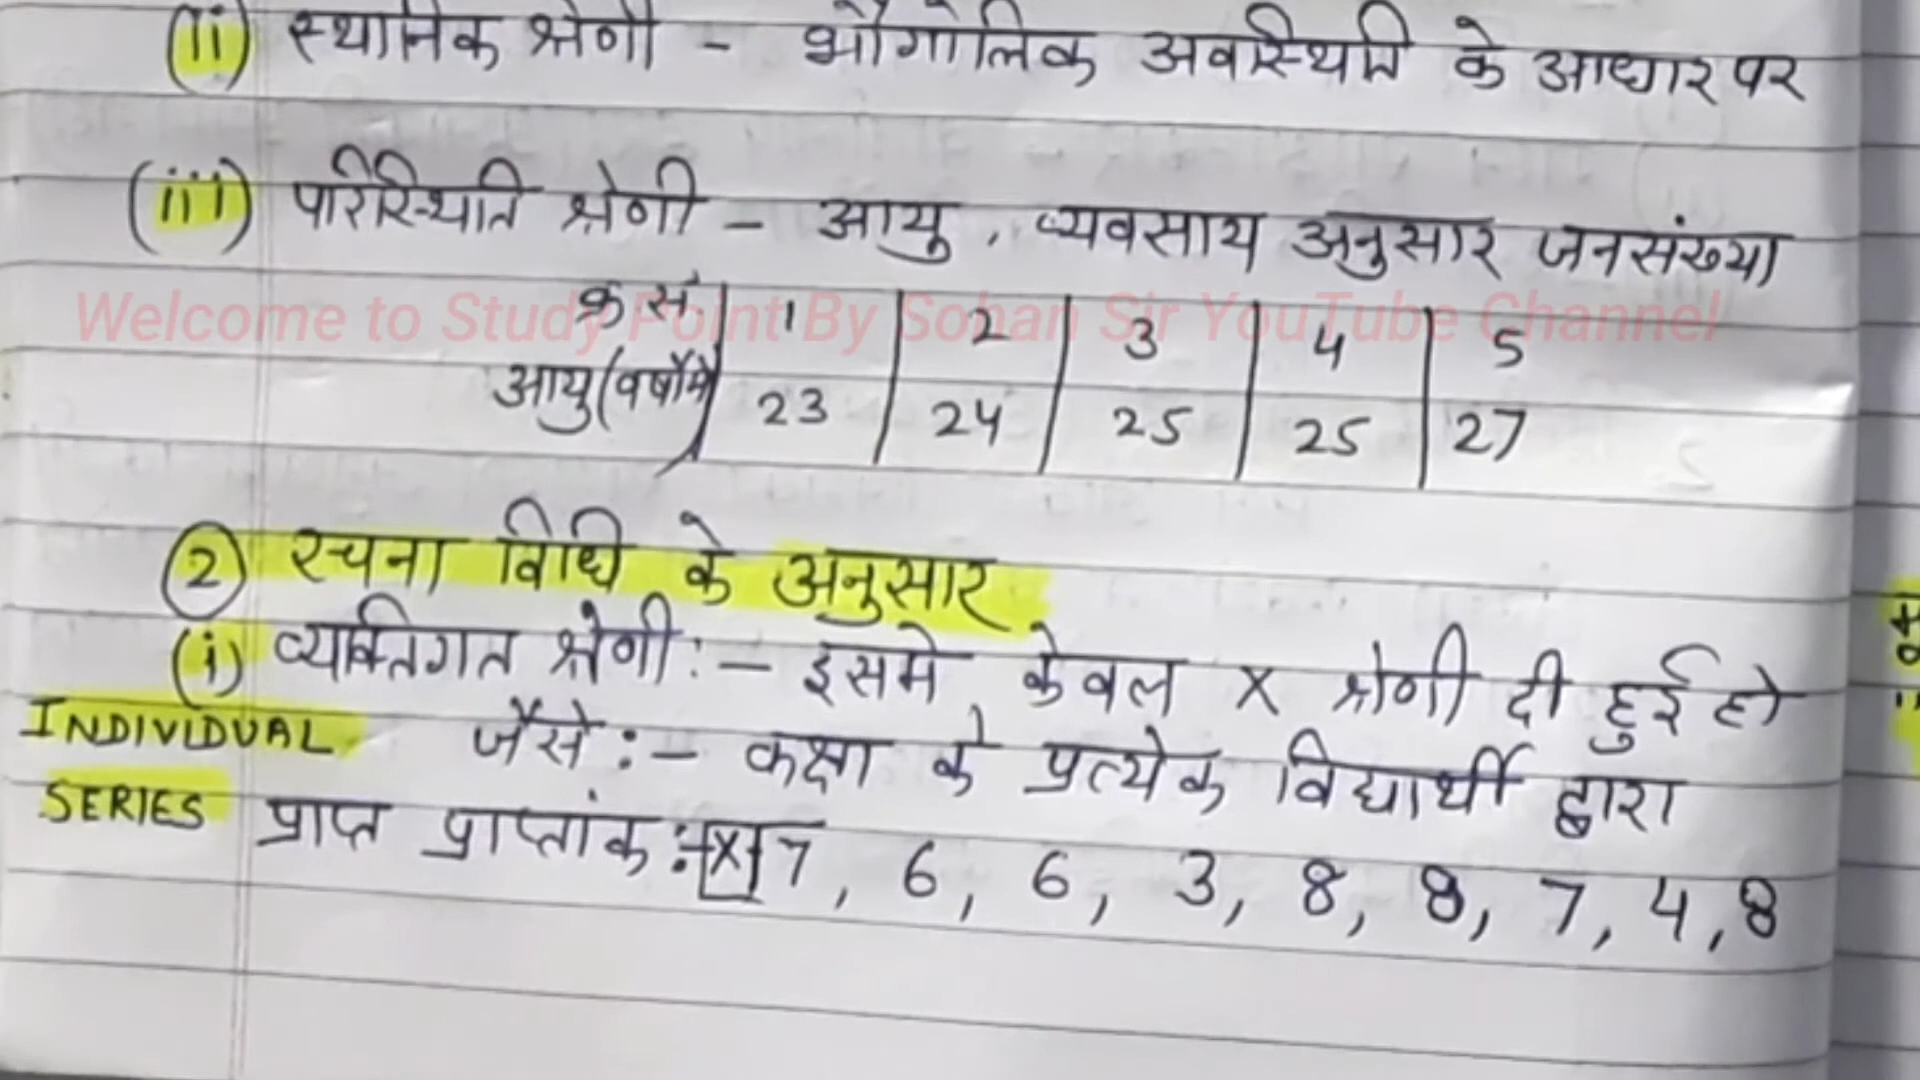 (ii) स्थानिक श्रेणी - भौगोलिक अवस्थिति के आधार पर
(iii) परिस्थिति श्रेणी - आयु, व्यवसाय अनुसार जनसंख्या
Welcome to Study Point By Sohan Sir YouTube Channel
क्र सं. 1 2 3 4 5
आयु (वर्षों में) 23 24 25 25 27
2 रचना विधि के अनुसार
(i) व्यक्तिगत श्रेणी :- इसमे केवल X श्रेणी दी हुई हो
INDIVIDUAL जैसे :- कक्षा के प्रत्येक विद्यार्थी द्वारा
SERIES प्राप्त प्राप्तांक :- X 7, 6, 6, 3, 8, 8, 7, 4, 8